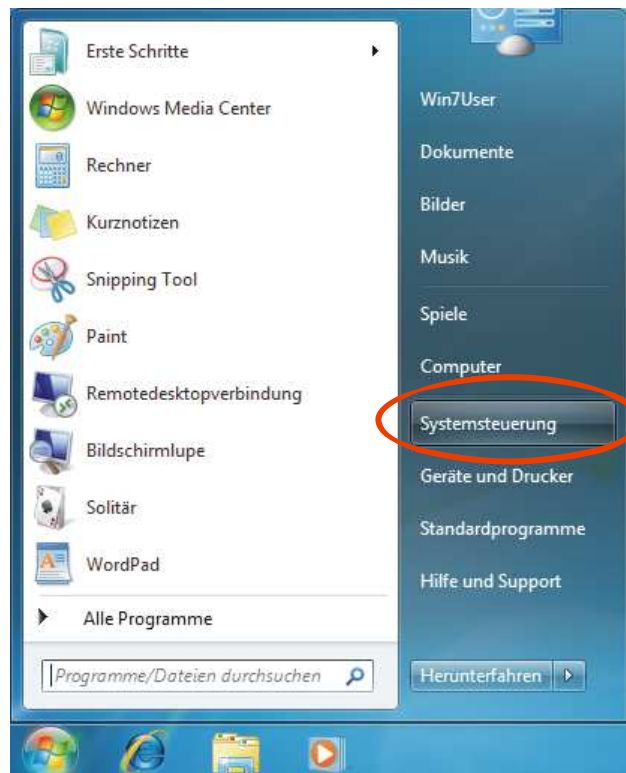 Erste Schritte
Windows Media Center
Rechner
Kurznotizen
Snipping Tool
Paint
Remotedesktopverbindung
Bildschirmlupe
Solitär
WordPad
Alle Programme
Programme/Dateien durchsuchen
Win7User
Dokumente
Bilder
Musik
Spiele
Computer
Systemsteuerung
Geräte und Drucker
Standardprogramme
Hilfe und Support
Herunterfahren